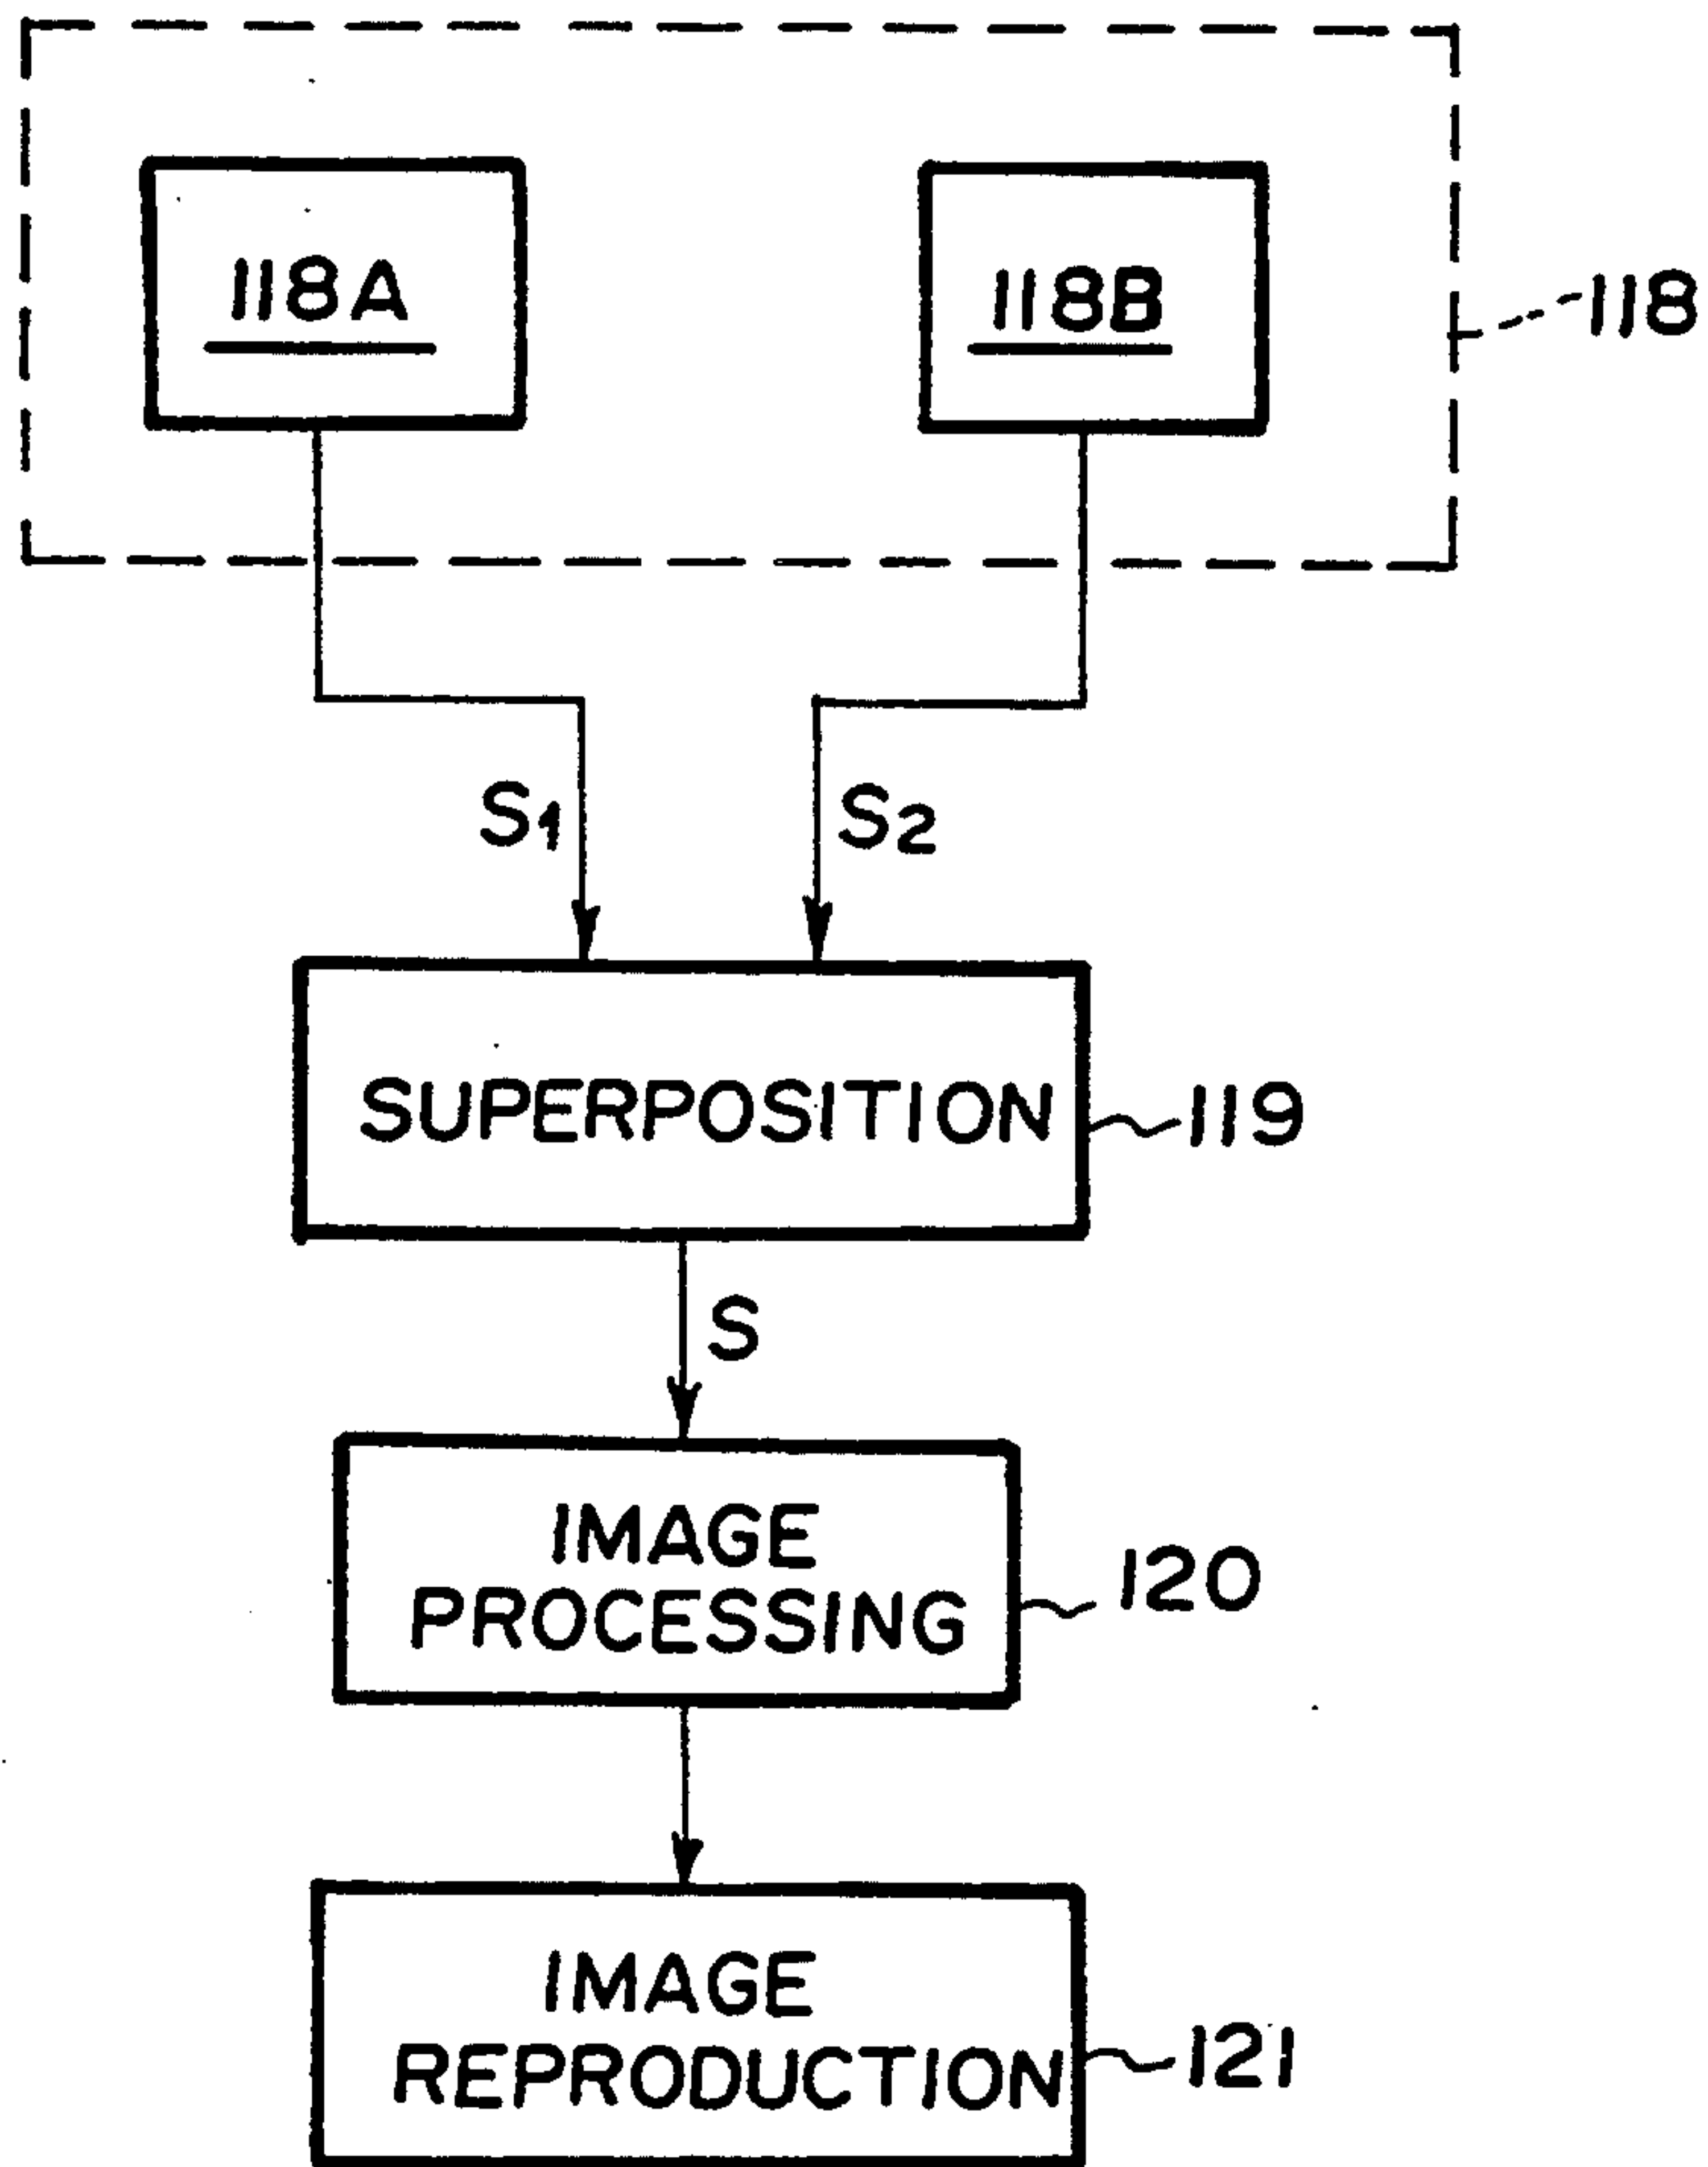 118A
118B
118
S1
S2
SUPERPOSITION
119
S
IMAGE
PROCESSING
120
IMAGE
REPRODUCTION
121